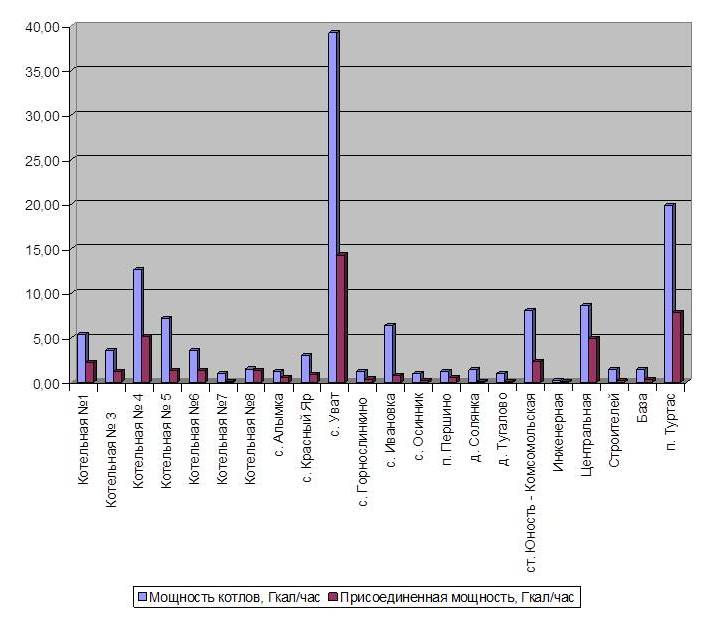 40,00
35,00
30,00
25,00
20,00
15,00
10,00
5,00
0,00
Котельная №1
Котельная № 3
Котельная № 4
Котельная № 5
Котельная №6
Котельная №7
Котельная №8
с. Алымка
с. Красный Яр
с. Уват
с. Горнослинкино
с. Ивановка
с. Осинник
п. Першино
д. Солянка
д. Тугалово
ст. Юность - Комсомольская
Инженерная
Центральная
Строителей
База
п. Туртас
Мощность котлов, Гкал/час
Присоединенная мощность, Гкал/час